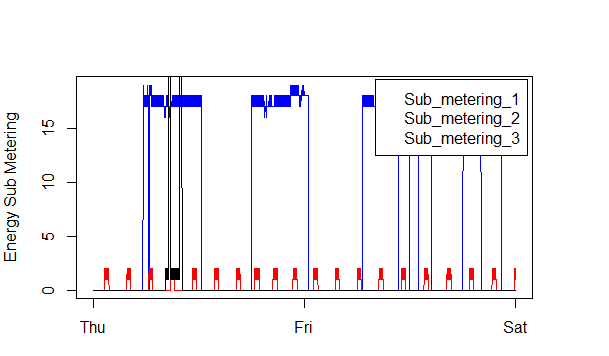 Energy Sub Metering
0
5
10
15
Sub_metering_1
Sub_metering_2
Sub_metering_3
Thu
Fri
Sat